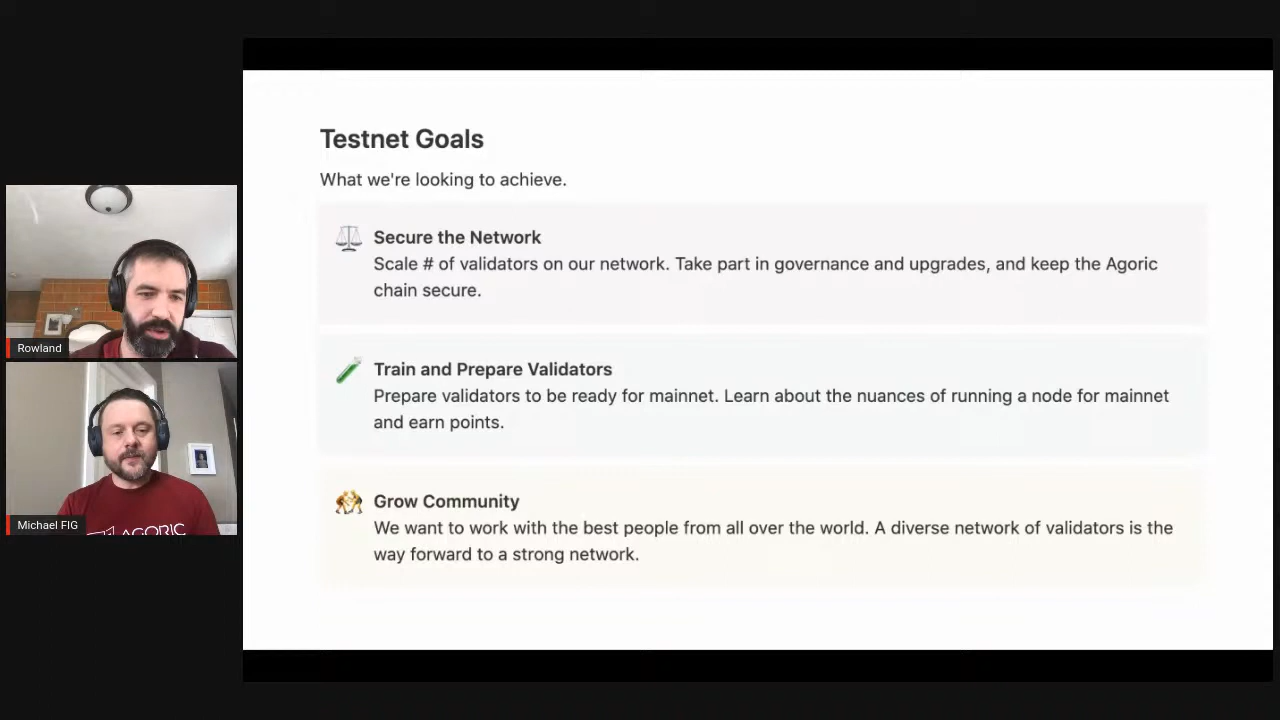 Testnet Goals
What we're looking to achieve.
Secure the Network
Scale # of validators on our network. Take part in governance and upgrades, and keep the Agoric
chain secure.
Train and Prepare Validators
Prepare validators to be ready for mainnet. Learn about the nuances of running a node for mainnet
and earn points.
Grow Community
We want to work with the best people from all over the world. A diverse network of validators is the
way forward to a strong network.
Rowland
AGORIC
Michael FIG